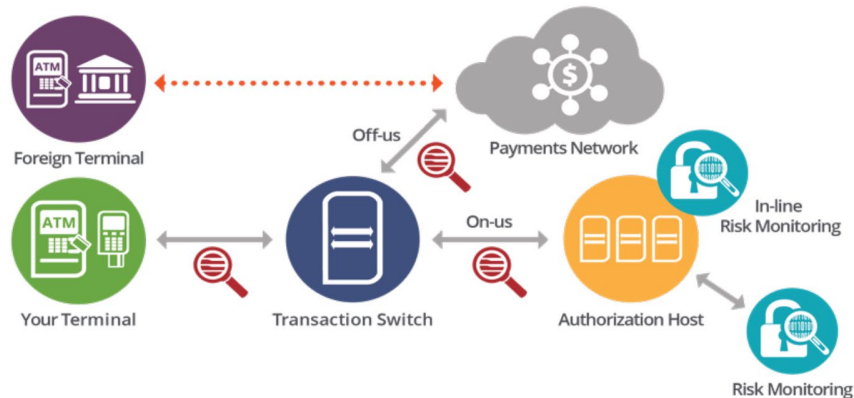 ATM
$
Foreign Terminal
Off-us
Payments Network
011010
In-line
Risk Monitoring
ATM
On-us
Your Terminal
Transaction Switch
Authorization Host
Risk Monitoring